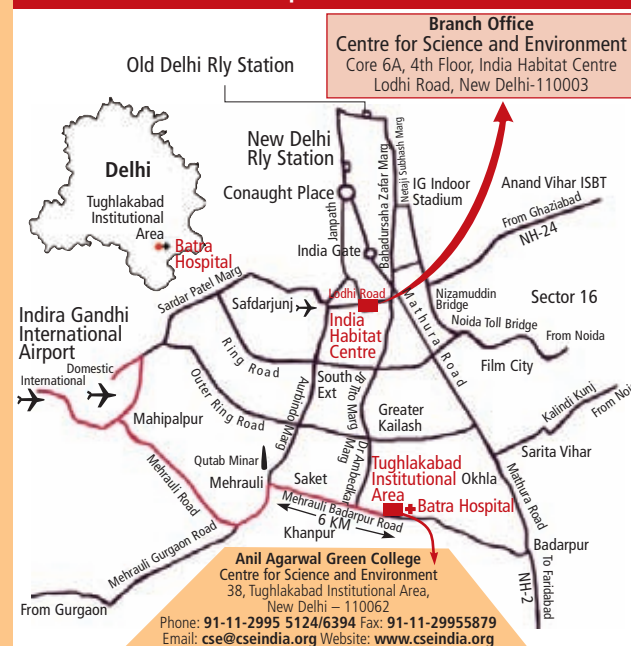 Branch Office
Centre for Science and Environment
Core 6A, 4th Floor, India Habitat Centre
Lodhi Road, New Delhi-110003
Old Delhi Rly Station
New Delhi
Rly Station
Conaught Place
Janpath
Bahadursaha Zafar Marg
Netaji Subhash Marg
IG Indoor
Stadium
Anand Vihar ISBT
From Ghaziabad
NH-24
Delhi
Tughlakabad
Institutional
Area
Batra
Hospital
India Gate
Sardar Patel Marg
Safdarjunj
Lodhi Road
India
Habitat
Centre
Mathura Road
Nizamuddin
Bridge
Sector 16
Noida Toll Bridge
From Noida
Film City
Indira Gandhi
International
Airport
Domestic
International
Ring Road
Outer Ring Road
South
Ext
Aurbindo Marg
JB Tito Marg
Dr Ambedkar Marg
Greater
Kailash
Kalindi Kunj
From Noi
Sarita Vihar
Mahipalpur
Mehrauli Road
Qutab Minar
Mehrauli
Saket
Tughlakabad
Institutional
Area
Okhla
Batra Hospital
Mathura Road
Mehrauli Badarpur Road
6 KM
Khanpur
Badarpur
To Faridabad
NH-2
Mehrauli Gurgaon Road
From Gurgaon
Anil Agarwal Green College
Centre for Science and Environment
38, Tughlakabad Institutional Area,
New Delhi – 110062
Phone: 91-11-2995 5124/6394 Fax: 91-11-29955879
Email: cse@cseindia.org Website: www.cseindia.org